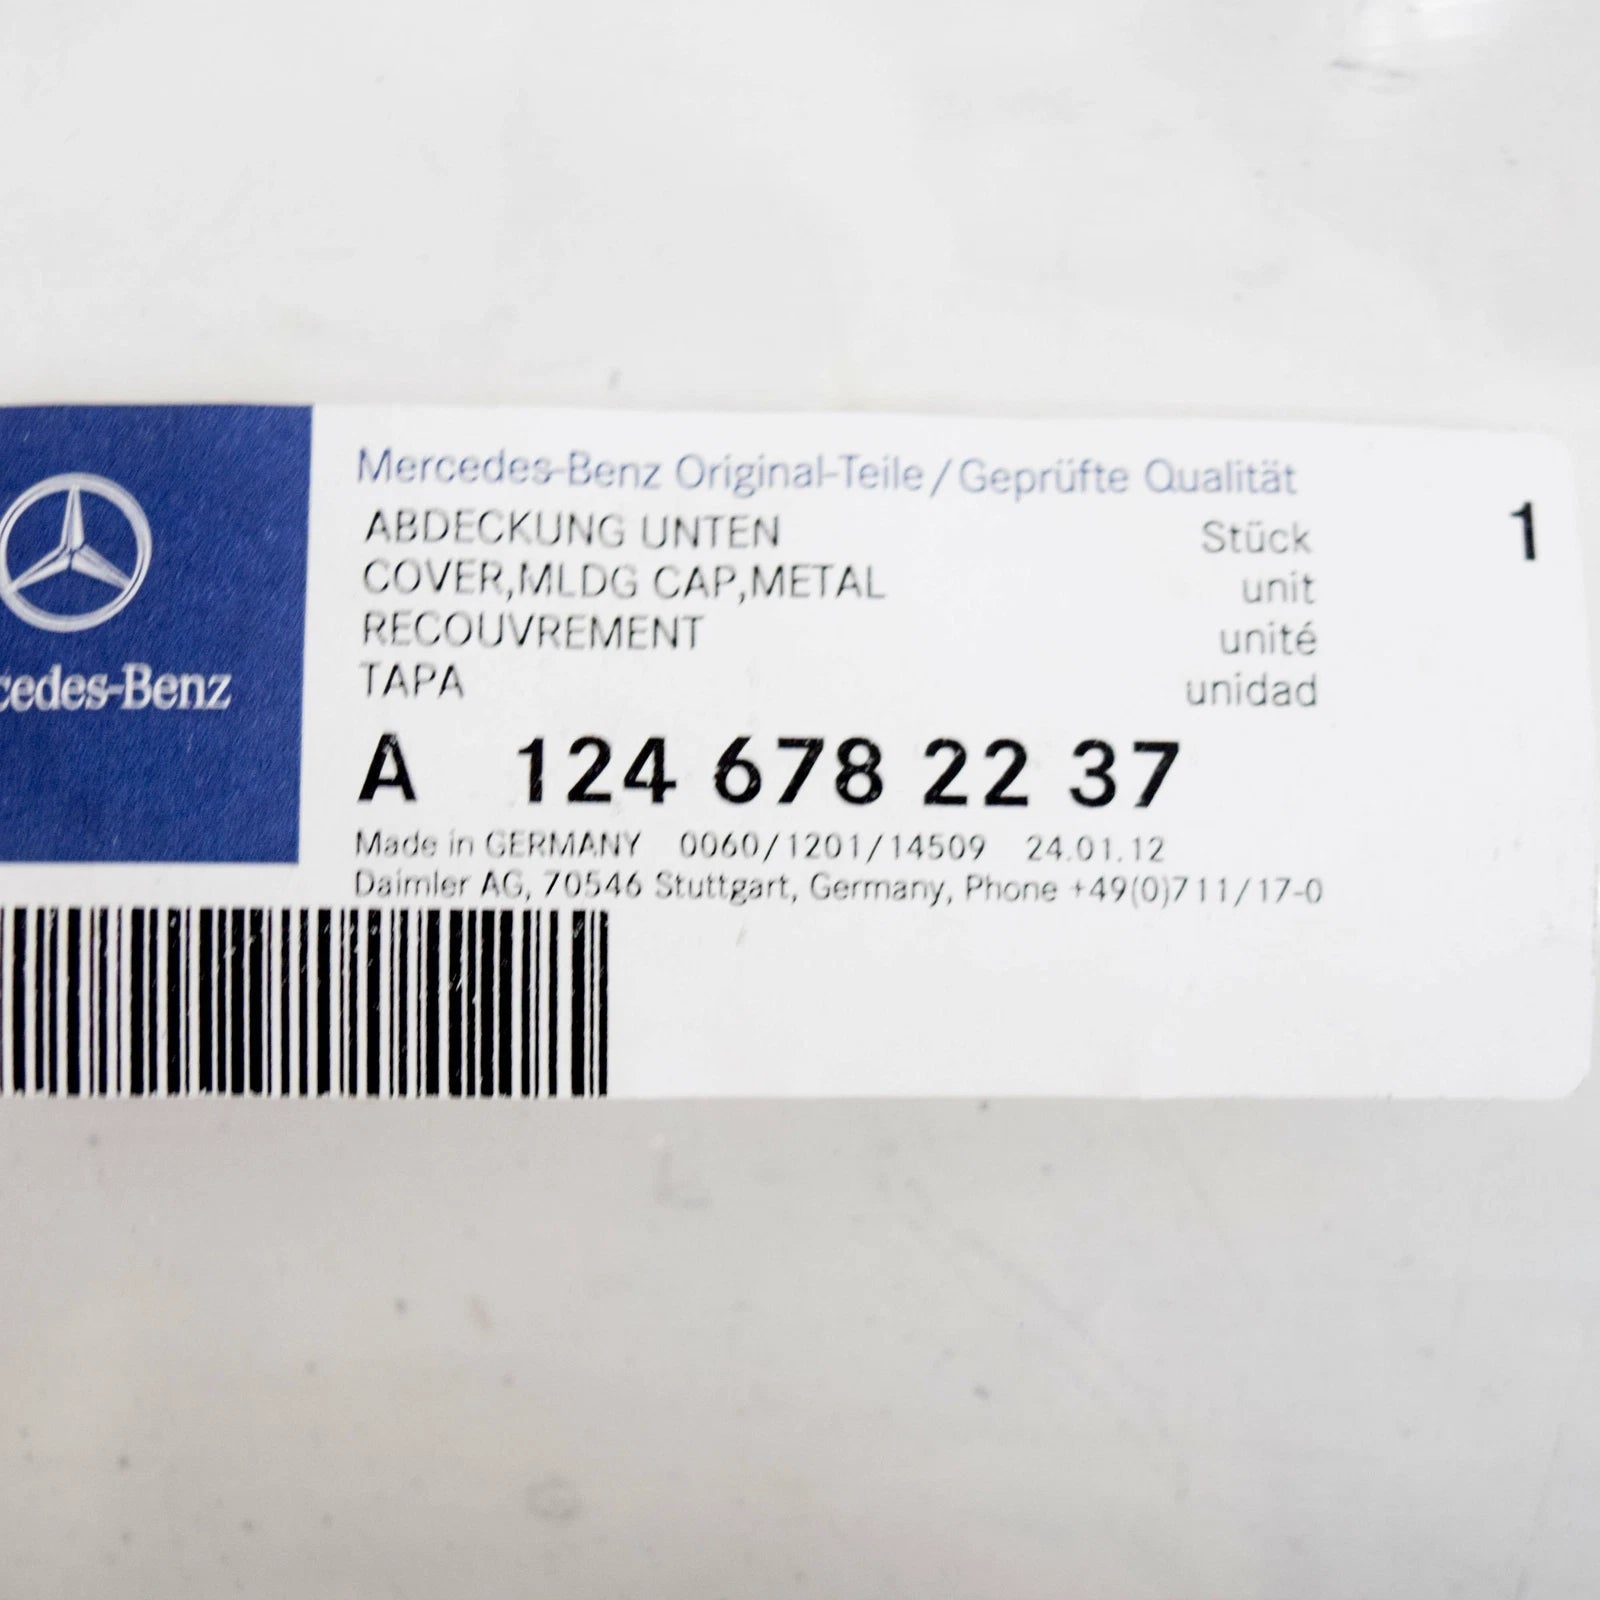 Mercedes-Benz Original-Teile / Geprüfte Qualität
ABDECKUNG UNTEN Stück 1
COVER,MLDG CAP,METAL unit
RECOUVREMENT unité
TAPA unidad
cedes-Benz
A 124 678 22 37
Made in GERMANY 0060/1201/14509 24.01.12
Daimler AG, 70546 Stuttgart, Germany, Phone +49(0)711/17-0